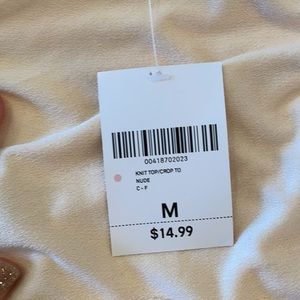 00418702023
KNIT TOP/CROP TO
NUDE
C - F
M
$14.99